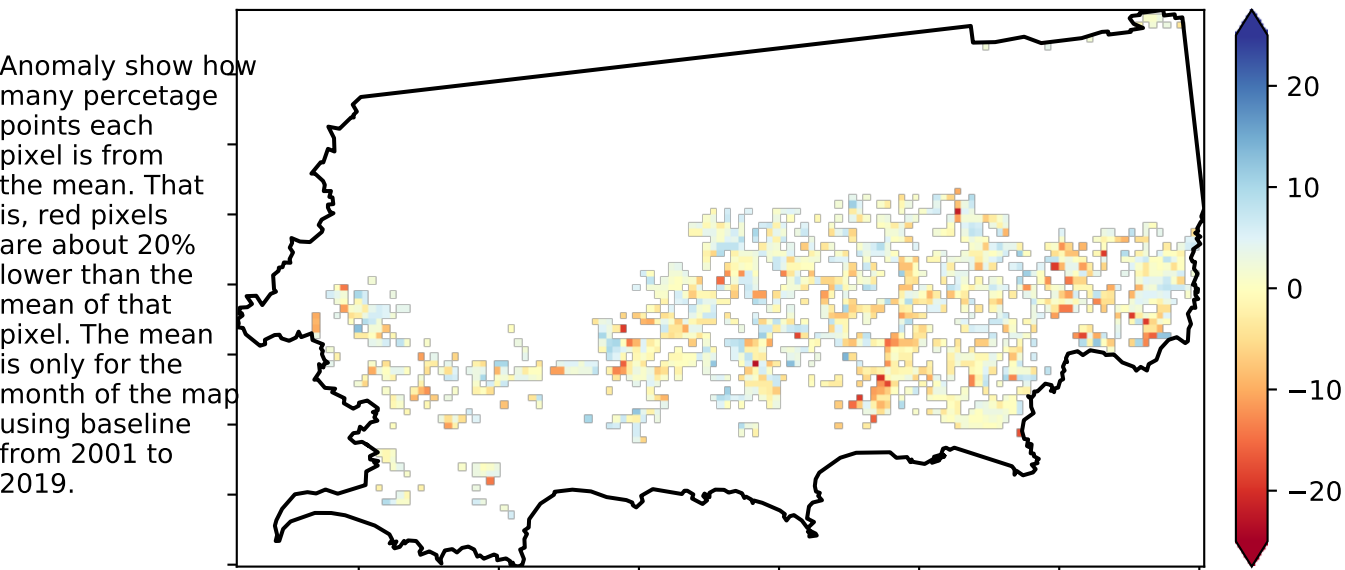 Anomaly show how
many percetage
points each
pixel is from
the mean. That
is, red pixels
are about 20%
lower than the
mean of that
pixel. The mean
is only for the
month of the map
using baseline
from 2001 to
2019.
20
10
0
−10
−20